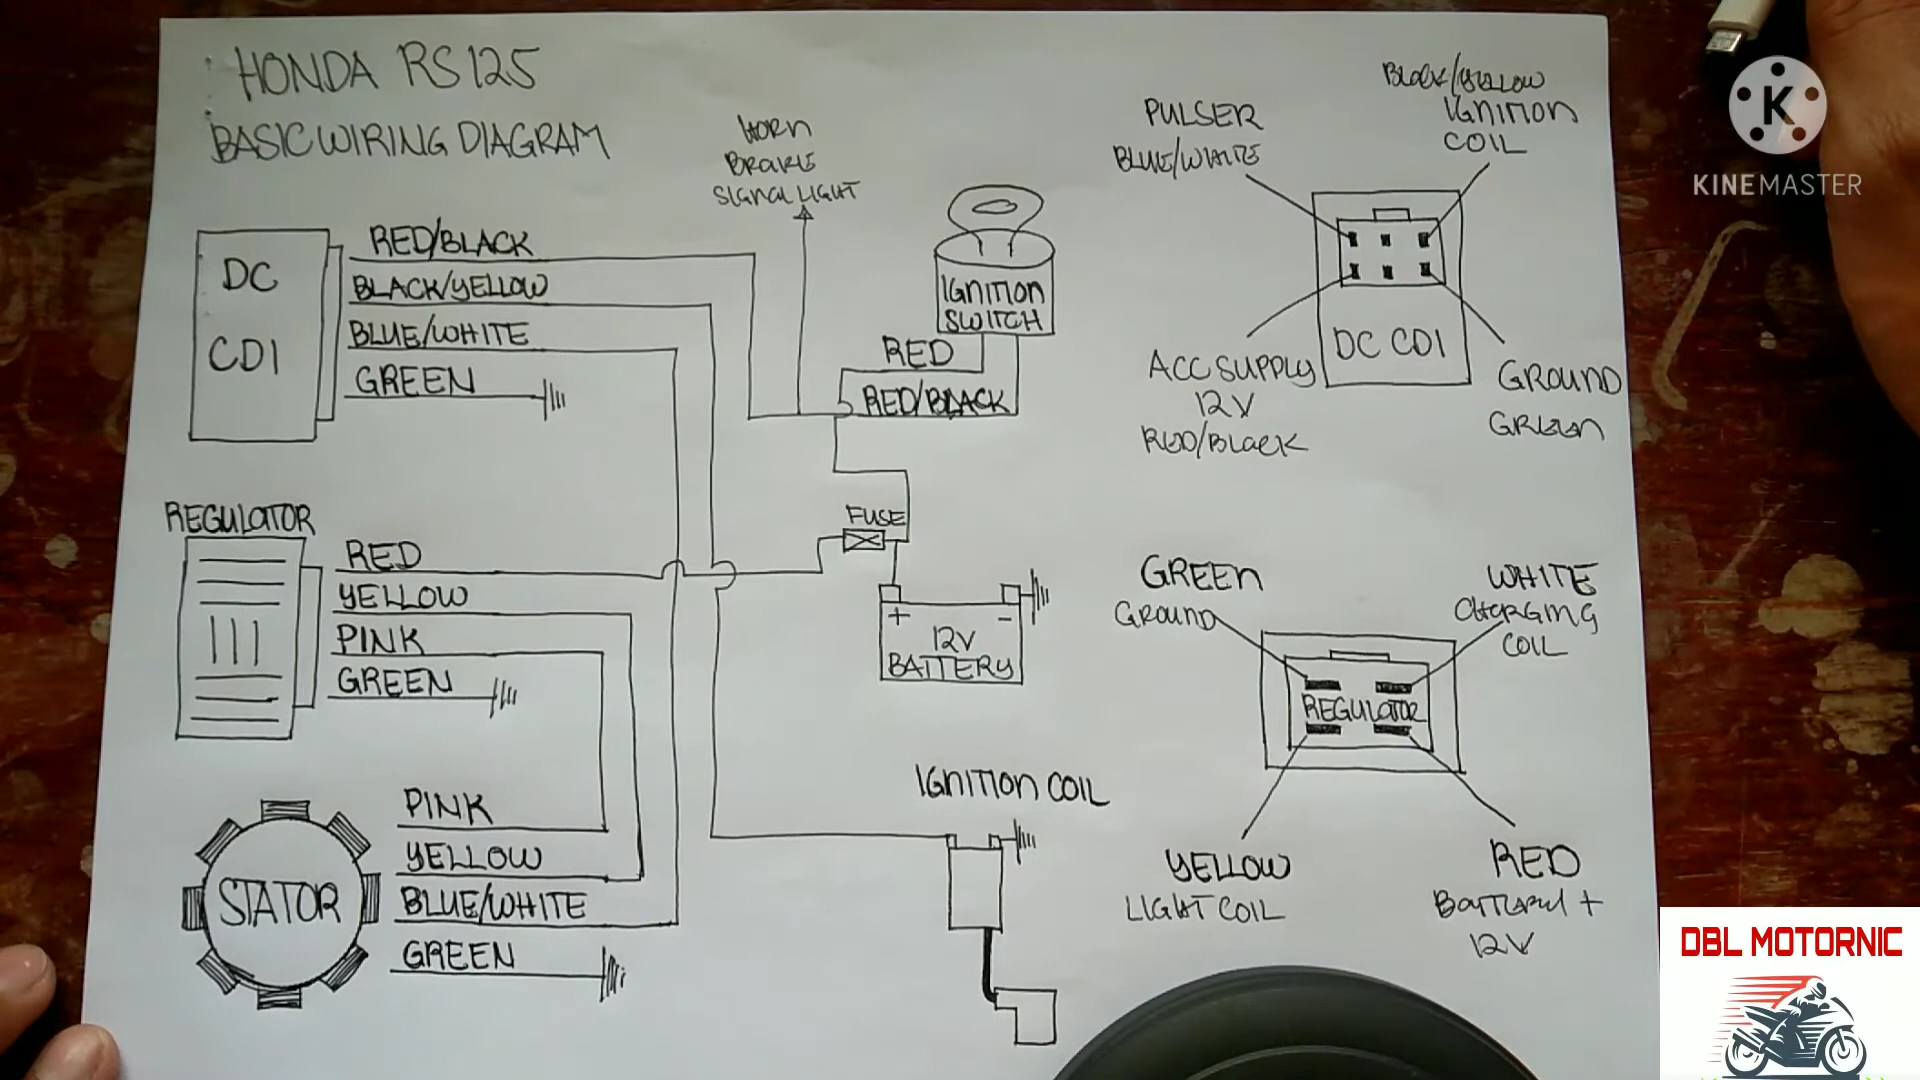 HONDA RS125
BASIC WIRING DIAGRAM
DC
CDI
RED/BLACK
BLACK/YELLOW
BLUE/WHITE
GREEN
HORN
BRAKE
SIGNAL LIGHT
IGNITION
SWITCH
RED
RED/BLACK
PULSER
BLUE/WHITE
BLACK/YELLOW
IGNITION
COIL
DC CDI
ACC SUPPLY
12V
RED/BLACK
GROUND
GREEN
REGULATOR
RED
YELLOW
PINK
GREEN
FUSE
+ -
12V
BATTERY
GREEN
GROUND
WHITE
CHARGING
COIL
REGULATOR
YELLOW
LIGHT COIL
RED
BATTERY +
12V
STATOR
PINK
YELLOW
BLUE/WHITE
GREEN
IGNITION COIL
K
KINEMASTER
DBL MOTORNIC